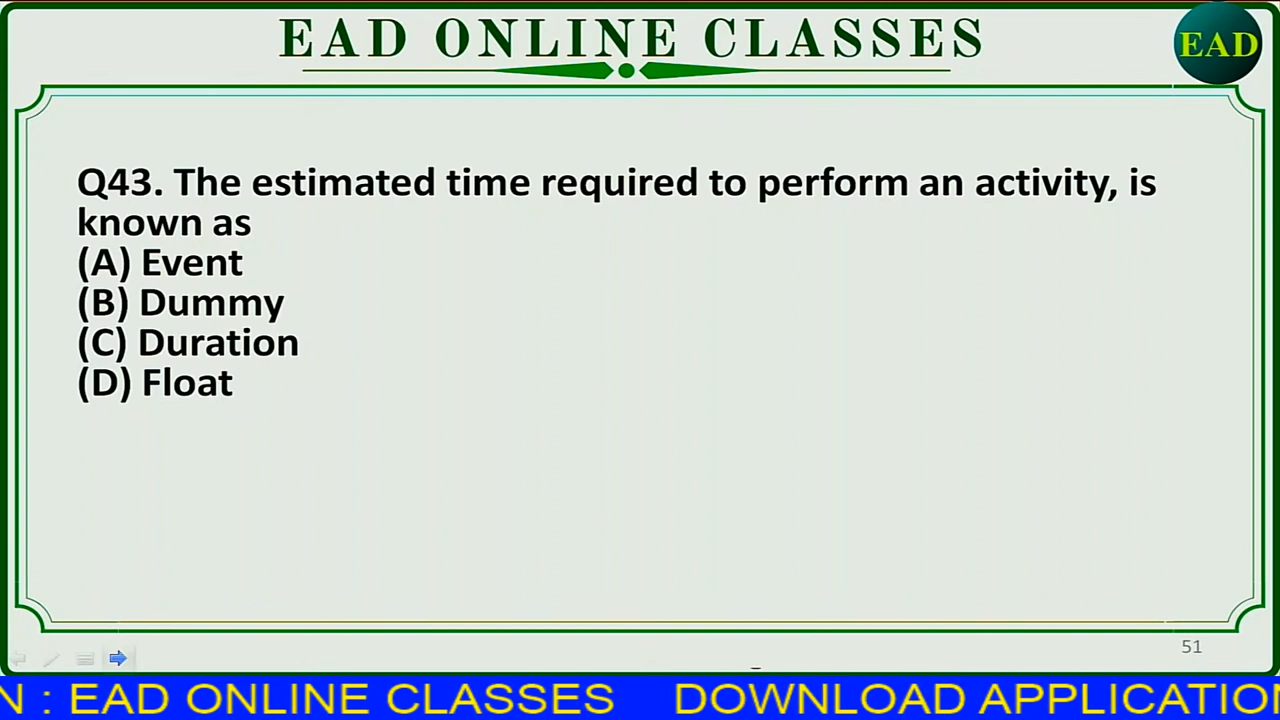 EAD ONLINE CLASSES
EAD
Q43. The estimated time required to perform an activity, is
known as
(A) Event
(B) Dummy
(C) Duration
(D) Float
51
N : EAD ONLINE CLASSES DOWNLOAD APPLICATION